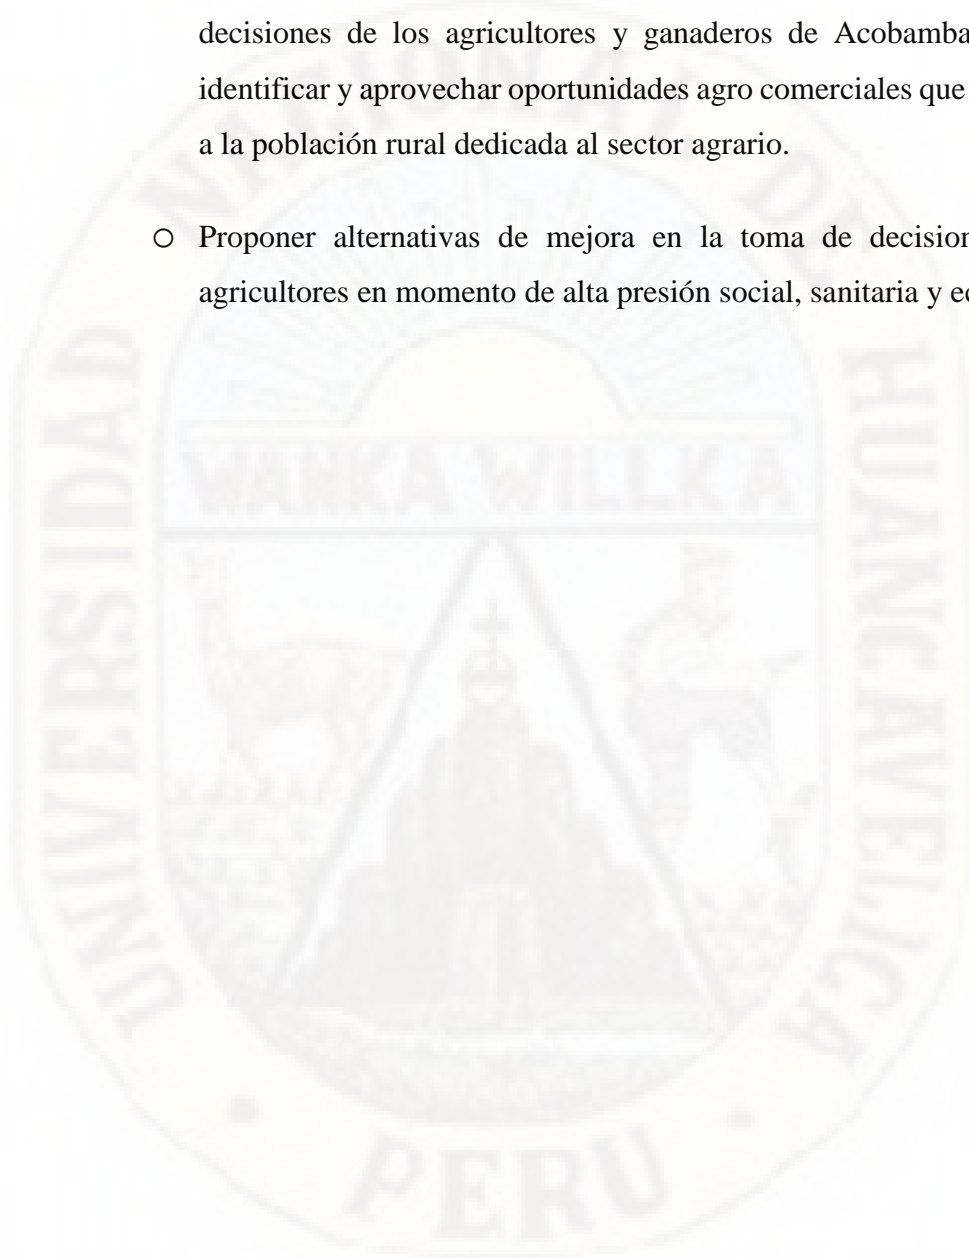 decisiones de los agricultores y ganaderos de Acobamba
identificar y aprovechar oportunidades agro comerciales que
a la población rural dedicada al sector agrario.
○ Proponer alternativas de mejora en la toma de
agricultores en momento de alta presión social, sanitaria y
UNIVERSIDAD NACIONAL DE HUANCAVELICA
WANKA WILLKA
PERU